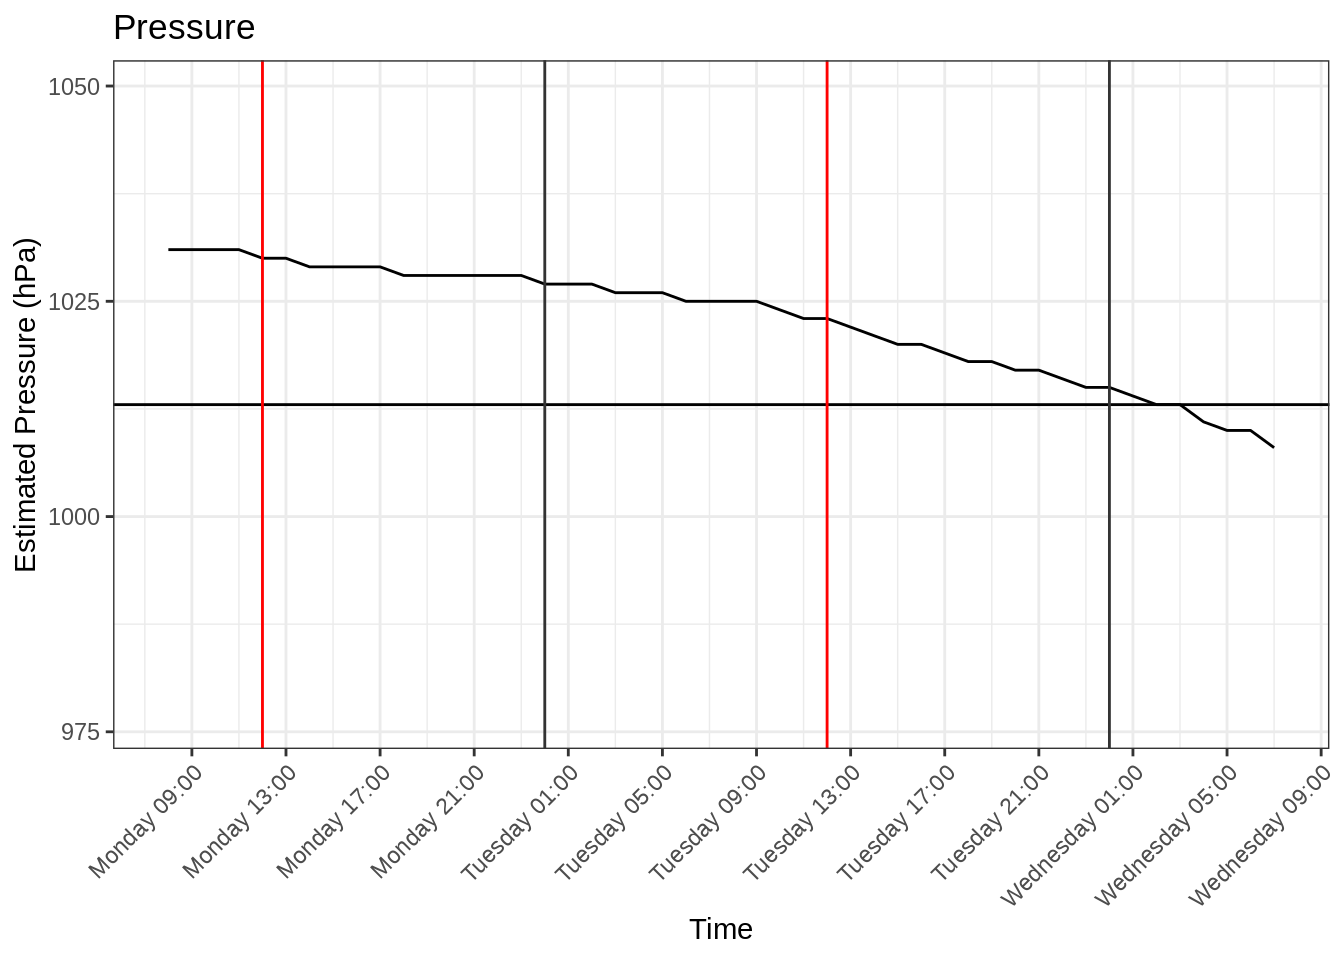 Pressure
Estimated Pressure (hPa)
1050
1025
1000
975
Monday 09:00
Monday 13:00
Monday 17:00
Monday 21:00
Tuesday 01:00
Tuesday 05:00
Tuesday 09:00
Tuesday 13:00
Tuesday 17:00
Tuesday 21:00
Wednesday 01:00
Wednesday 05:00
Wednesday 09:00
Time